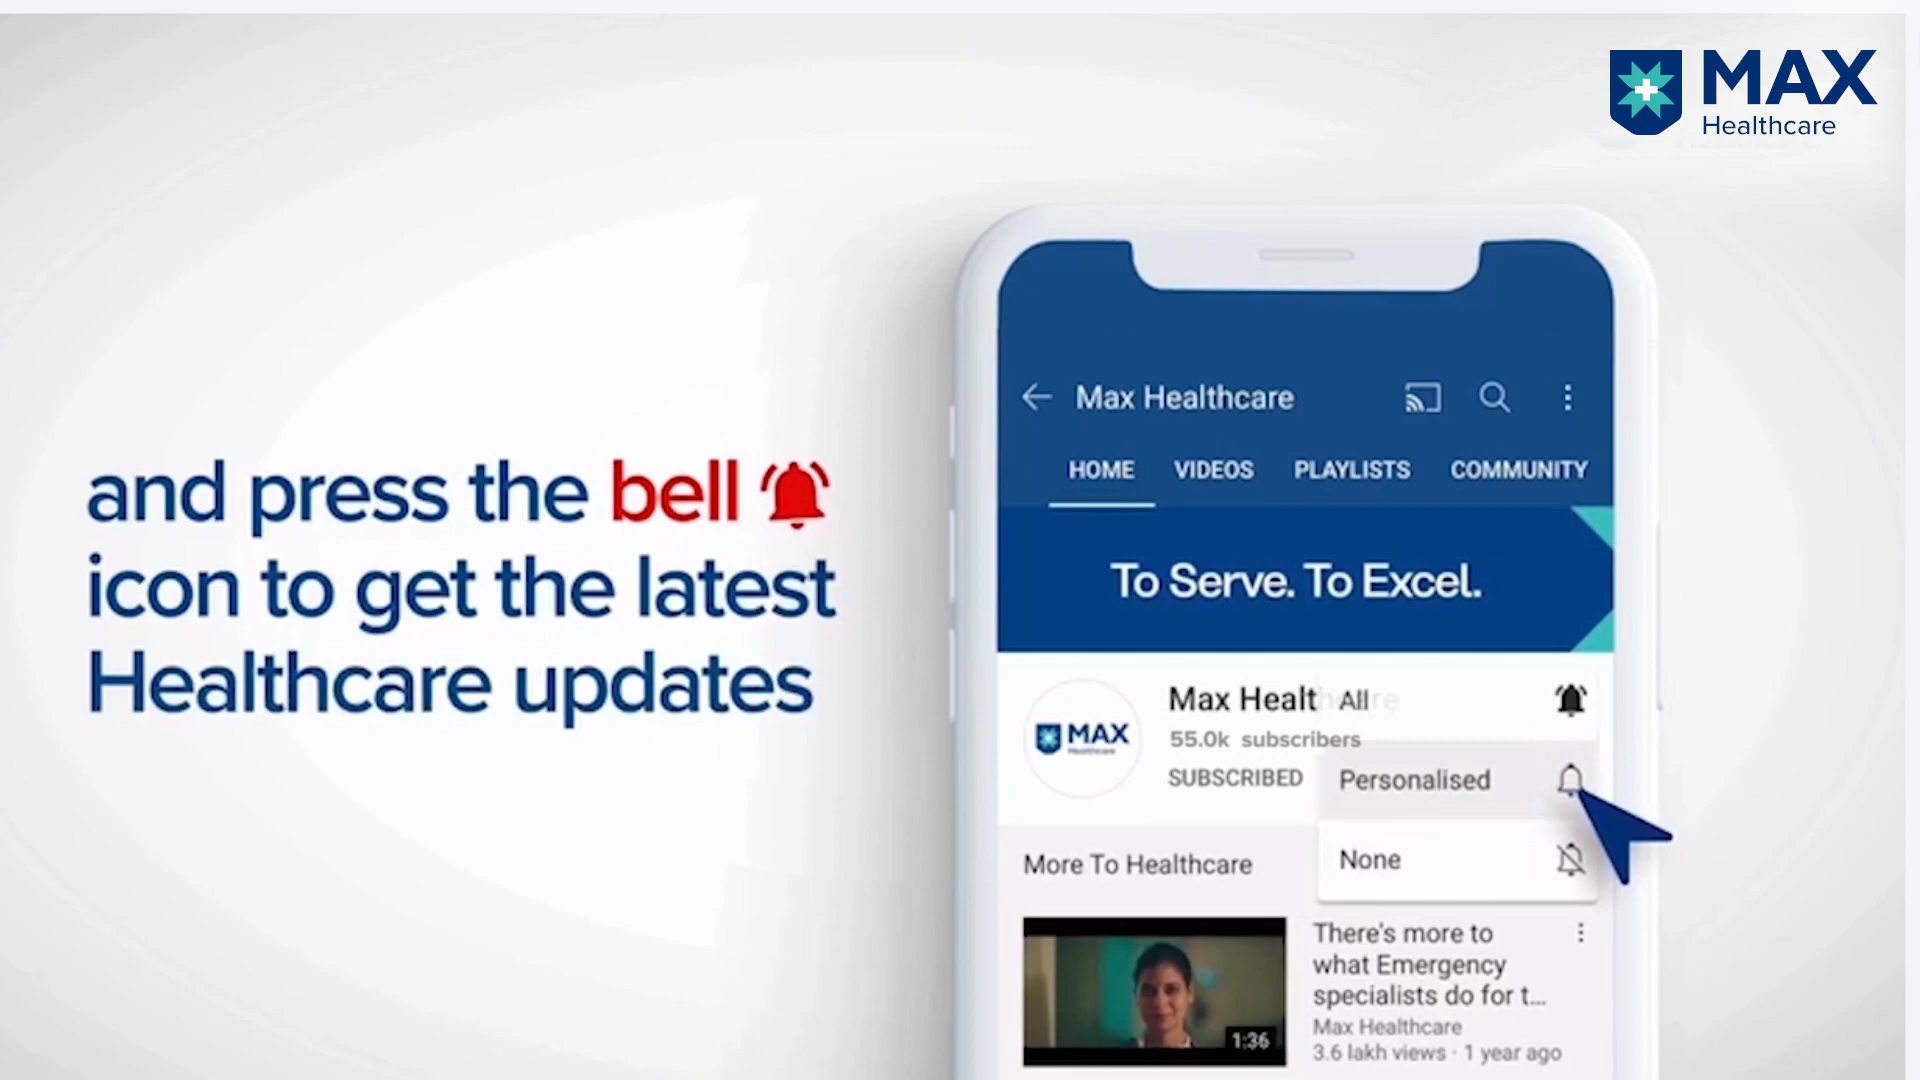 MAX
Healthcare
and press the bell
icon to get the latest
Healthcare updates
Max Healthcare
HOME VIDEOS PLAYLISTS COMMUNITY
To Serve. To Excel.
MAX
Healthcare
Max Healthcare
55.0k subscribers
SUBSCRIBED
All
Personalised
None
More To Healthcare
1:36
There's more to
what Emergency
specialists do for t...
Max Healthcare
3.6 lakh views · 1 year ago